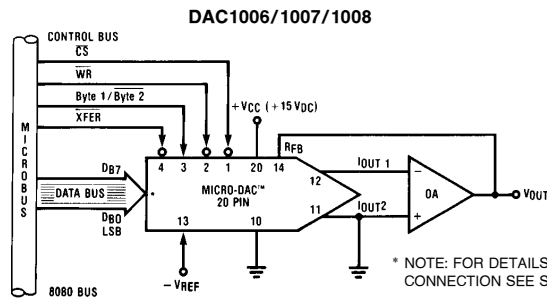 DAC1006/1007/1008
CONTROL BUS
CS
WR
Byte 1/Byte 2
XFER
+VCC (+15 VDC)
RFB
4 3 2 1 20 14
MICROBUS
DB7
DATA BUS
DB0
LSB
*
MICRO-DAC™
20 PIN
12
11
13
10
IOUT 1
IOUT2
−
+
OA
VOUT
−VREF
8080 BUS
* NOTE: FOR DETAILS
CONNECTION SEE S